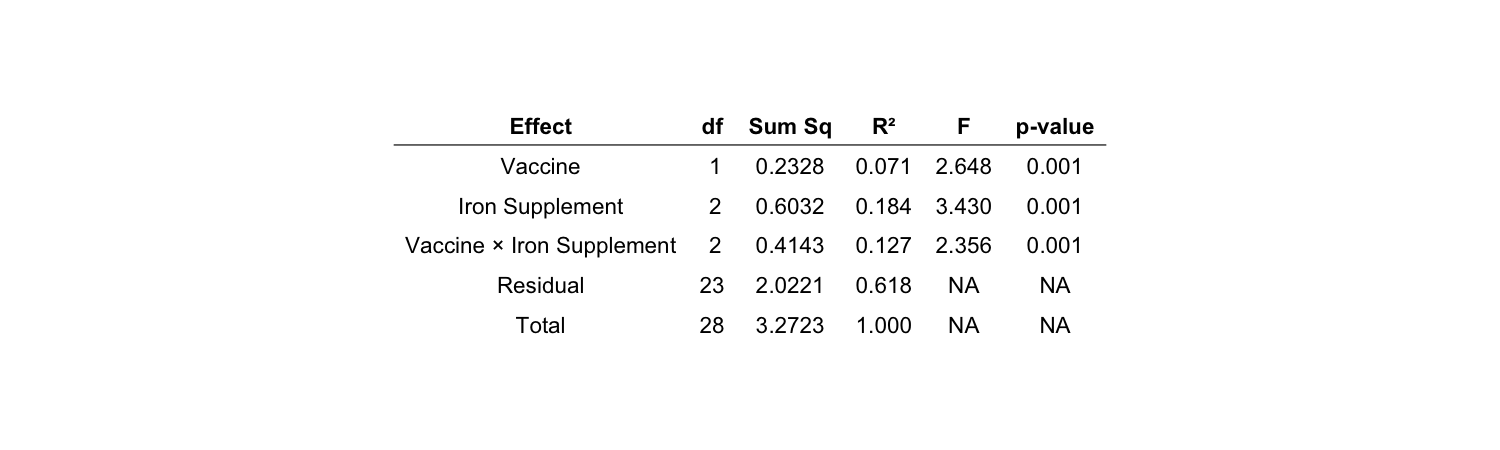 Effect df Sum Sq R² F p-value
Vaccine 1 0.2328 0.071 2.648 0.001
Iron Supplement 2 0.6032 0.184 3.430 0.001
Vaccine × Iron Supplement 2 0.4143 0.127 2.356 0.001
Residual 23 2.0221 0.618 NA NA
Total 28 3.2723 1.000 NA NA